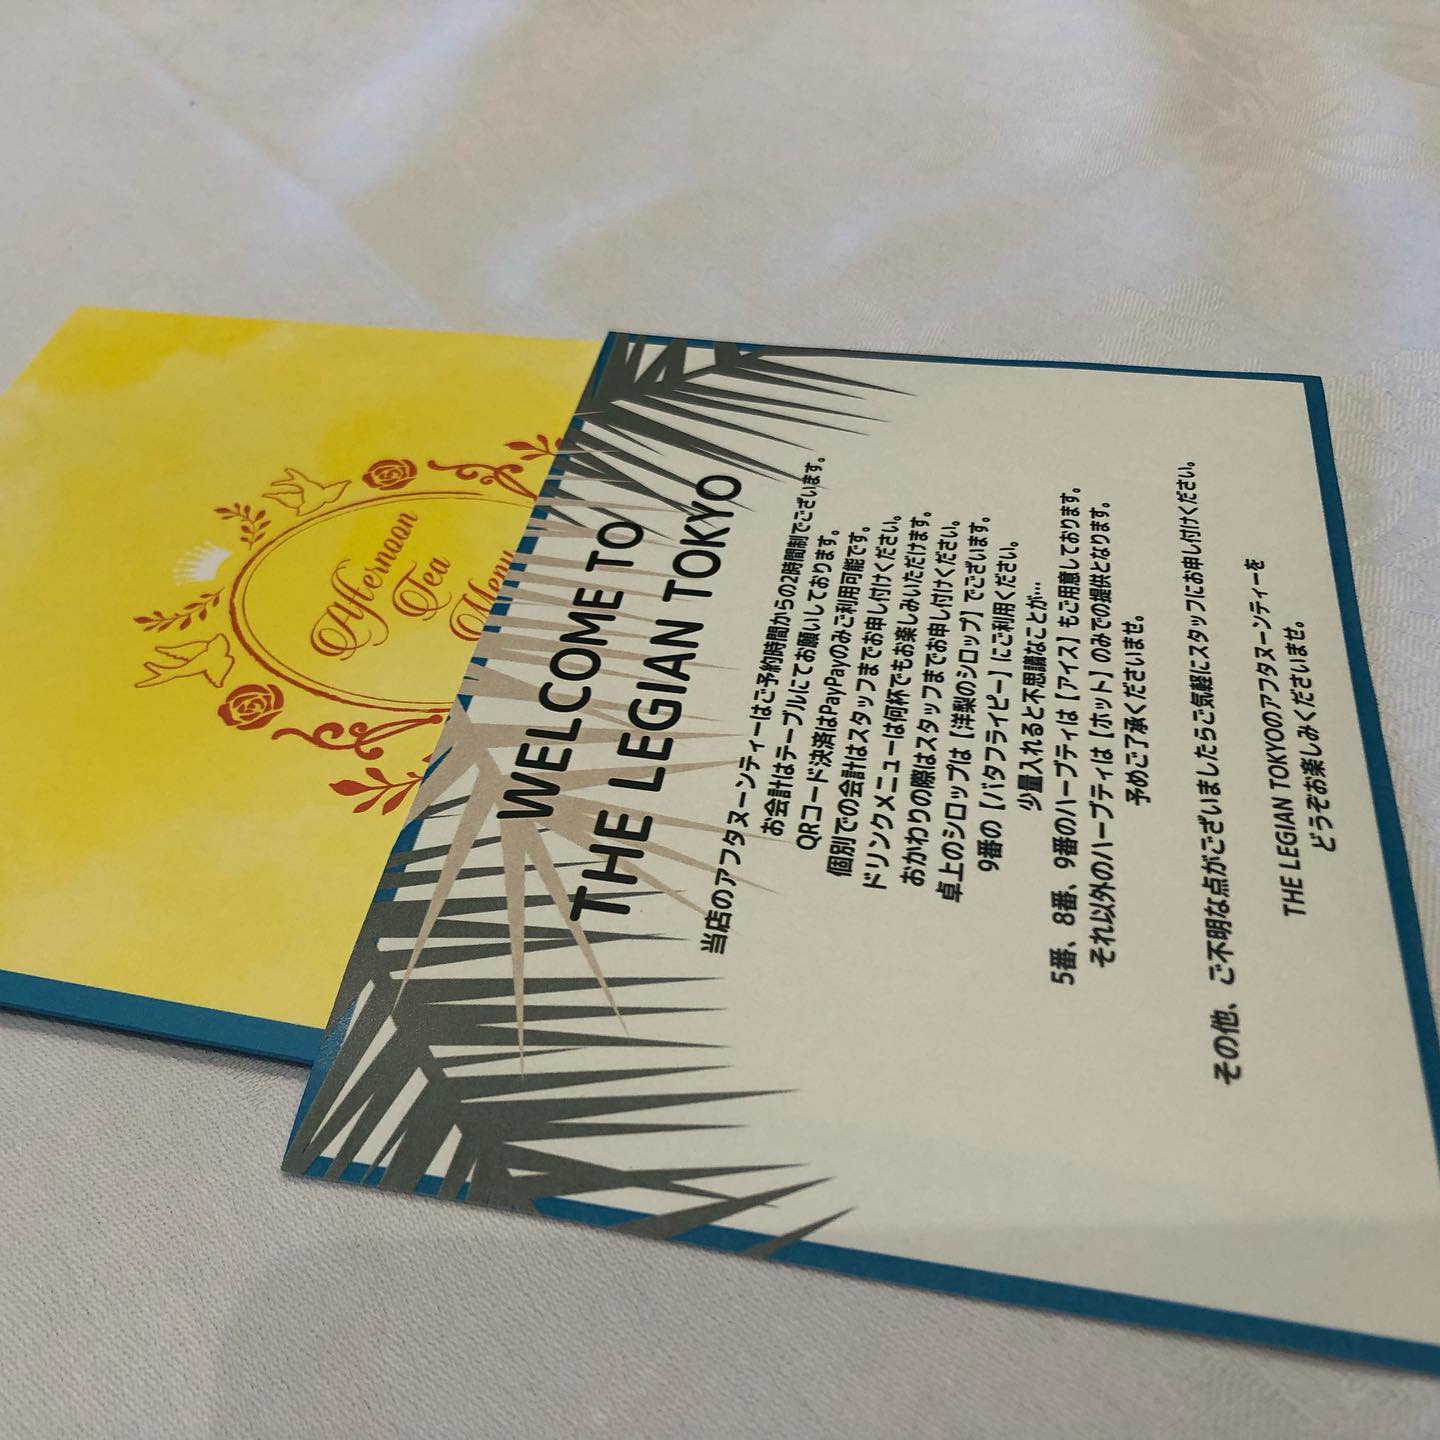 Afternoon
Tea
Menu
WELCOME TO
THE LEGIAN TOKYO
当店のアフタヌーンティーはご予約時間からの2時間制でございます。
お会計はテーブルにてお願いしております。
QRコード決済はPayPayのみご利用可能です。
個別での会計はスタッフまでお申し付けください。
ドリンクメニューは何杯でもお楽しみいただけます。
おかわりの際はスタッフまでお申し付けください。
卓上のシロップは【洋梨のシロップ】でございます。
9番の【バタフライピー】にご利用ください。
少量入れると不思議なことが…
5番、8番、9番のハーブティは【アイス】もご用意しております。
それ以外のハーブティは【ホット】のみでの提供となります。
予めご了承くださいませ。
その他、ご不明な点がございましたらご気軽にスタッフにお申し付けください。
THE LEGIAN TOKYOのアフタヌーンティーを
どうぞお楽しみくださいませ。